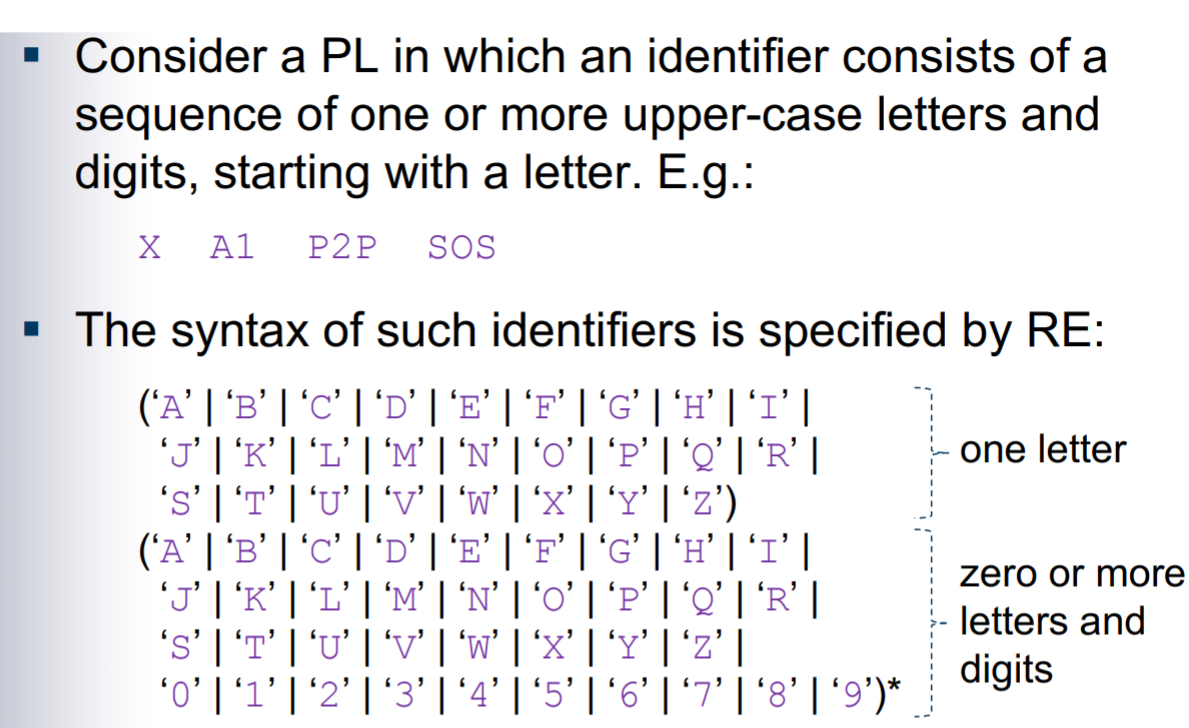 ▪ Consider a PL in which an identifier consists of a
sequence of one or more upper-case letters and
digits, starting with a letter. E.g.:
X A1 P2P SOS
▪ The syntax of such identifiers is specified by RE:
(‘A’ | ‘B’ | ‘C’ | ‘D’ | ‘E’ | ‘F’ | ‘G’ | ‘H’ | ‘I’ |
‘J’ | ‘K’ | ‘L’ | ‘M’ | ‘N’ | ‘O’ | ‘P’ | ‘Q’ | ‘R’ |
one letter
‘S’ | ‘T’ | ‘U’ | ‘V’ | ‘W’ | ‘X’ | ‘Y’ | ‘Z’)
(‘A’ | ‘B’ | ‘C’ | ‘D’ | ‘E’ | ‘F’ | ‘G’ | ‘H’ | ‘I’ |
‘J’ | ‘K’ | ‘L’ | ‘M’ | ‘N’ | ‘O’ | ‘P’ | ‘Q’ | ‘R’ |
‘S’ | ‘T’ | ‘U’ | ‘V’ | ‘W’ | ‘X’ | ‘Y’ | ‘Z’ |
‘0’ | ‘1’ | ‘2’ | ‘3’ | ‘4’ | ‘5’ | ‘6’ | ‘7’ | ‘8’ | ‘9’)*
zero or more
letters and
digits